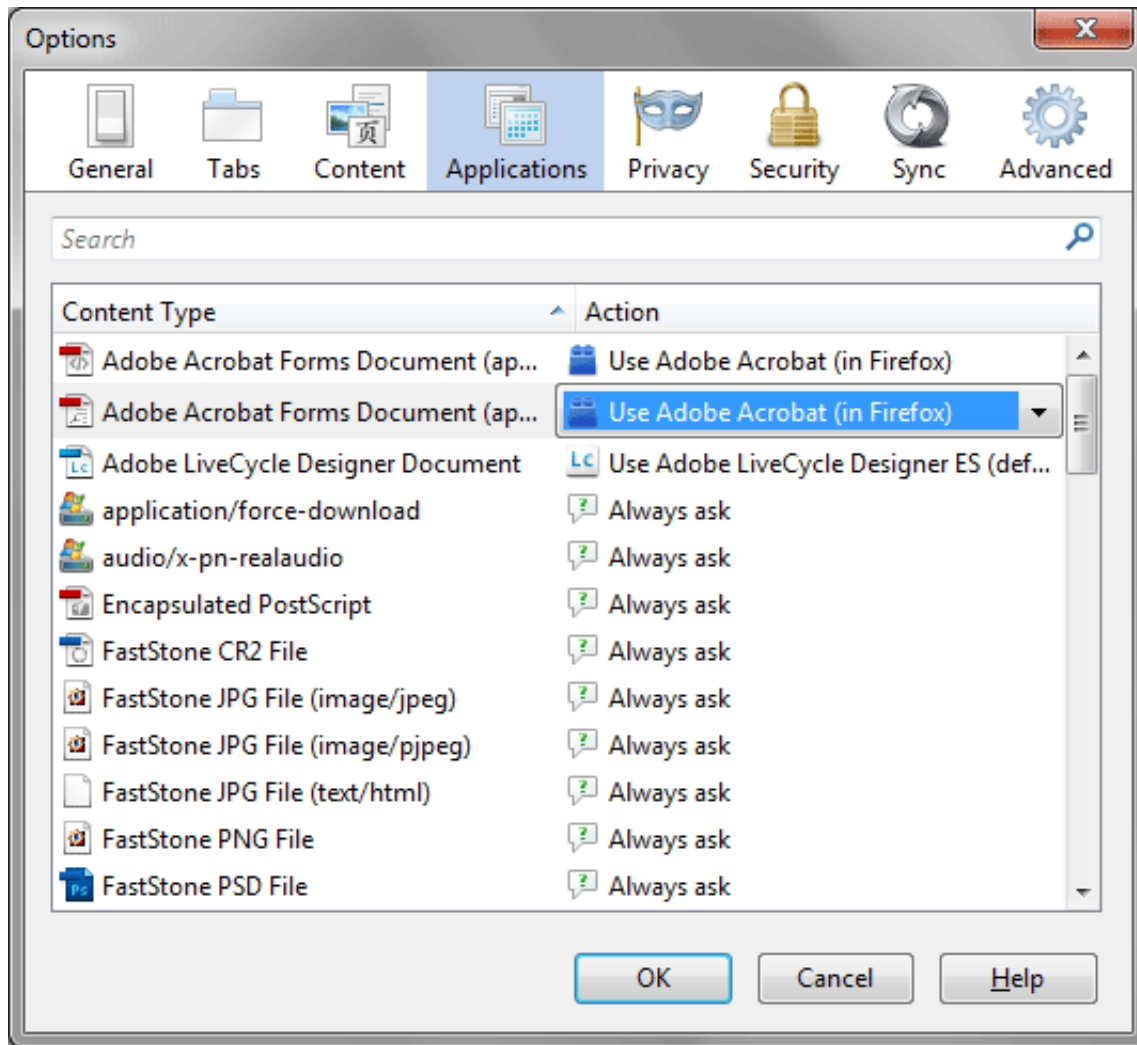 Options
General Tabs Content Applications Privacy Security Sync Advanced
Search
Content Type Action
Adobe Acrobat Forms Document (ap... Use Adobe Acrobat (in Firefox)
Adobe Acrobat Forms Document (ap... Use Adobe Acrobat (in Firefox)
Adobe LiveCycle Designer Document Use Adobe LiveCycle Designer ES (def...
application/force-download Always ask
audio/x-pn-realaudio Always ask
Encapsulated PostScript Always ask
FastStone CR2 File Always ask
FastStone JPG File (image/jpeg) Always ask
FastStone JPG File (image/pjpeg) Always ask
FastStone JPG File (text/html) Always ask
FastStone PNG File Always ask
FastStone PSD File Always ask
OK Cancel Help